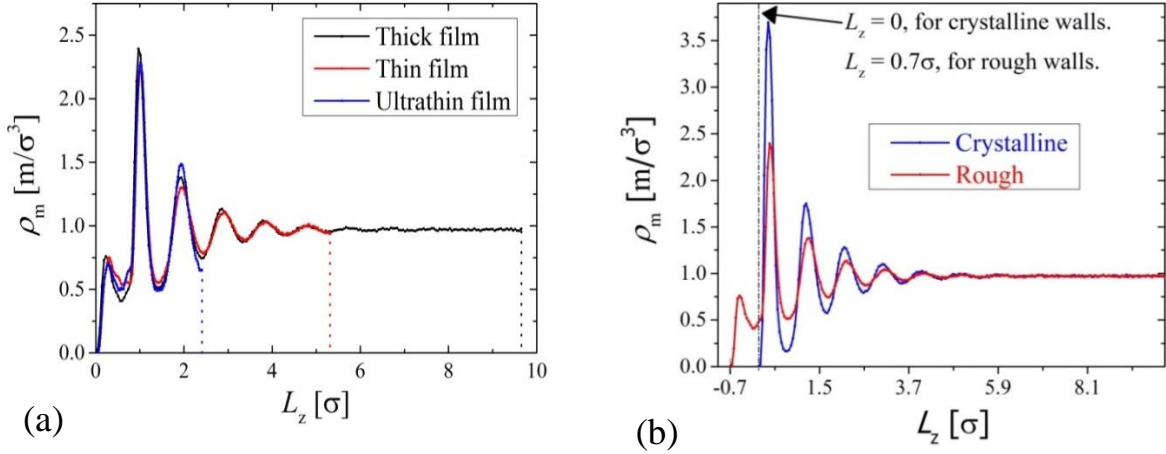 2.5
2.0
1.5
1.0
0.5
0.0
ρm [m/σ³]
Thick film
Thin film
Ultrathin film
0 2 4 6 8 10
Lz [σ]
(a)
3.5
3.0
2.5
2.0
1.5
1.0
0.5
0.0
ρm [m/σ³]
Lz = 0, for crystalline walls.
Lz = 0.7σ, for rough walls.
Crystalline
Rough
-0.7 1.5 3.7 5.9 8.1
Lz [σ]
(b)